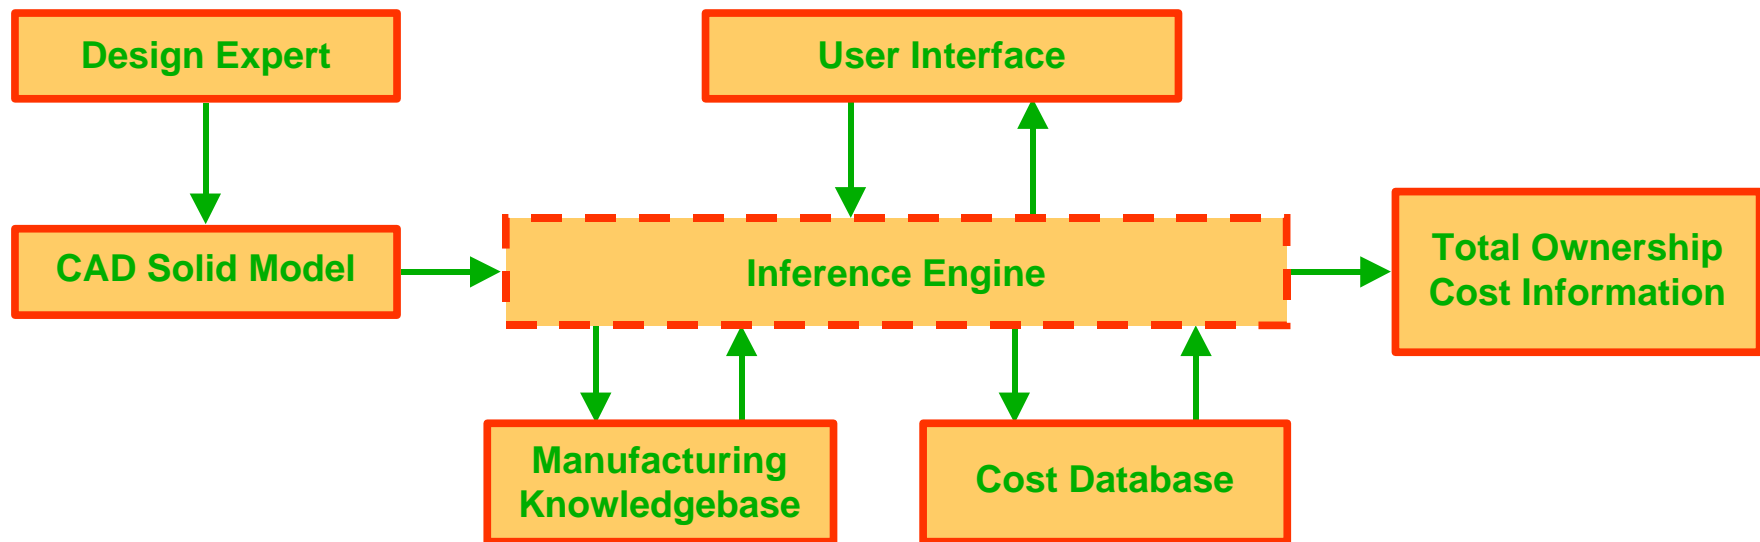 Design Expert
User Interface
CAD Solid Model
Inference Engine
Total Ownership
Cost Information
Manufacturing
Knowledgebase
Cost Database